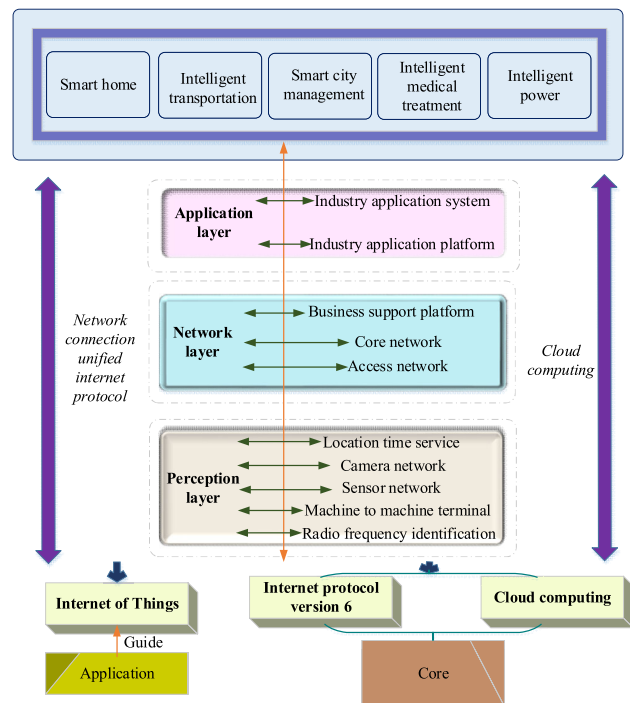 Smart home
Intelligent
transportation
Smart city
management
Intelligent
medical
treatment
Intelligent
power
Application
layer
Industry application system
Industry application platform
Network
layer
Business support platform
Core network
Access network
Perception
layer
Location time service
Camera network
Sensor network
Machine to machine terminal
Radio frequency identification
Network
connection
unified
internet
protocol
Cloud
computing
Internet of Things
Internet protocol
version 6
Cloud computing
Guide
Application
Core